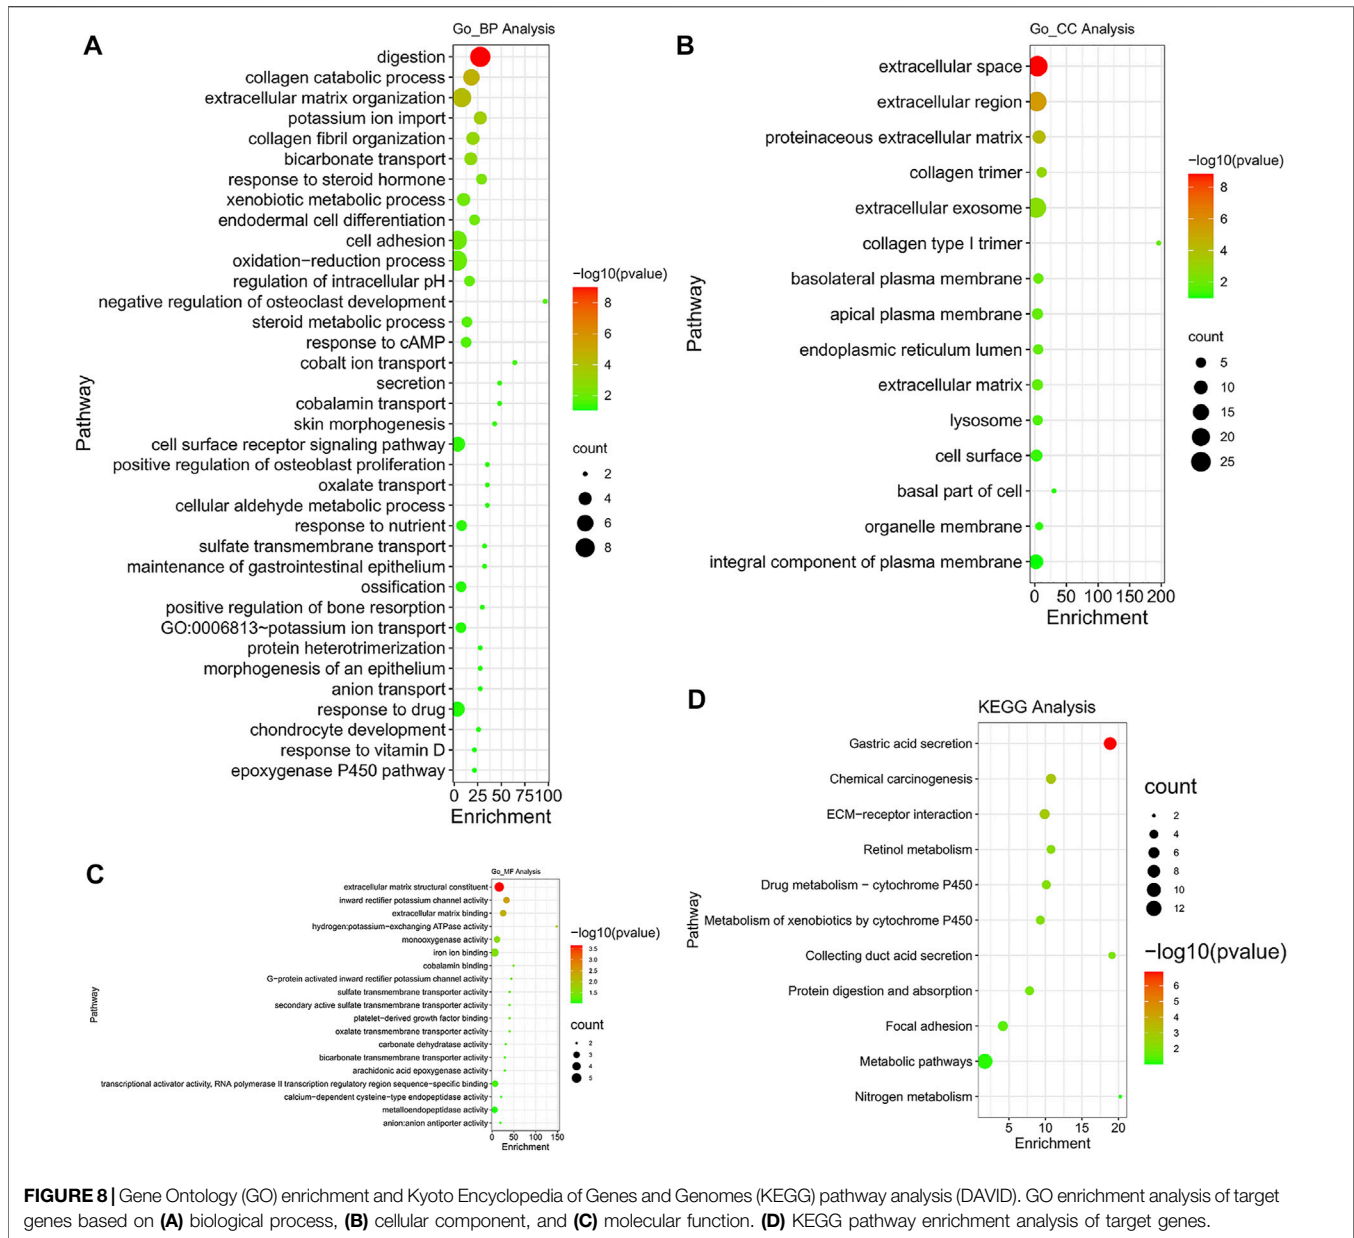 A
Go_BP Analysis
digestion
collagen catabolic process
extracellular matrix organization
potassium ion import
collagen fibril organization
bicarbonate transport
response to steroid hormone
xenobiotic metabolic process
endodermal cell differentiation
cell adhesion
oxidation−reduction process
regulation of intracellular pH
negative regulation of osteoclast development
steroid metabolic process
response to cAMP
cobalt ion transport
secretion
cobalamin transport
skin morphogenesis
cell surface receptor signaling pathway
positive regulation of osteoblast proliferation
oxalate transport
cellular aldehyde metabolic process
response to nutrient
sulfate transmembrane transport
maintenance of gastrointestinal epithelium
ossification
positive regulation of bone resorption
GO:0006813~potassium ion transport
protein heterotrimerization
morphogenesis of an epithelium
anion transport
response to drug
chondrocyte development
response to vitamin D
epoxygenase P450 pathway
0 25 50 75 100
Enrichment
Pathway
−log10(pvalue)
8
6
4
2
count
2
4
6
8
B
Go_CC Analysis
extracellular space
extracellular region
proteinaceous extracellular matrix
collagen trimer
extracellular exosome
collagen type I trimer
basolateral plasma membrane
apical plasma membrane
endoplasmic reticulum lumen
extracellular matrix
lysosome
cell surface
basal part of cell
organelle membrane
integral component of plasma membrane
0 50 100 150 200
Enrichment
Pathway
−log10(pvalue)
8
6
4
2
count
5
10
15
20
25
C
Go_MF Analysis
extracellular matrix structural constituent
inward rectifier potassium channel activity
extracellular matrix binding
hydrogen:potassium−exchanging ATPase activity
monooxygenase activity
iron ion binding
cobalamin binding
G−protein activated inward rectifier potassium channel activity
sulfate transmembrane transporter activity
secondary active sulfate transmembrane transporter activity
platelet−derived growth factor binding
oxalate transmembrane transporter activity
carbonate dehydratase activity
bicarbonate transmembrane transporter activity
arachidonic acid epoxygenase activity
transcriptional activator activity, RNA polymerase II transcription regulatory region sequence−specific binding
calcium−dependent cysteine−type endopeptidase activity
metalloendopeptidase activity
anion:anion antiporter activity
0 50 100 150
Enrichment
Pathway
−log10(pvalue)
3.5
3.0
2.5
2.0
1.5
count
2
3
4
5
D
KEGG Analysis
Gastric acid secretion
Chemical carcinogenesis
ECM−receptor interaction
Retinol metabolism
Drug metabolism − cytochrome P450
Metabolism of xenobiotics by cytochrome P450
Collecting duct acid secretion
Protein digestion and absorption
Focal adhesion
Metabolic pathways
Nitrogen metabolism
5 10 15 20
Enrichment
Pathway
count
2
4
6
8
10
12
−log10(pvalue)
6
5
4
3
2
FIGURE 8 | Gene Ontology (GO) enrichment and Kyoto Encyclopedia of Genes and Genomes (KEGG) pathway analysis (DAVID). GO enrichment analysis of target
genes based on (A) biological process, (B) cellular component, and (C) molecular function. (D) KEGG pathway enrichment analysis of target genes.